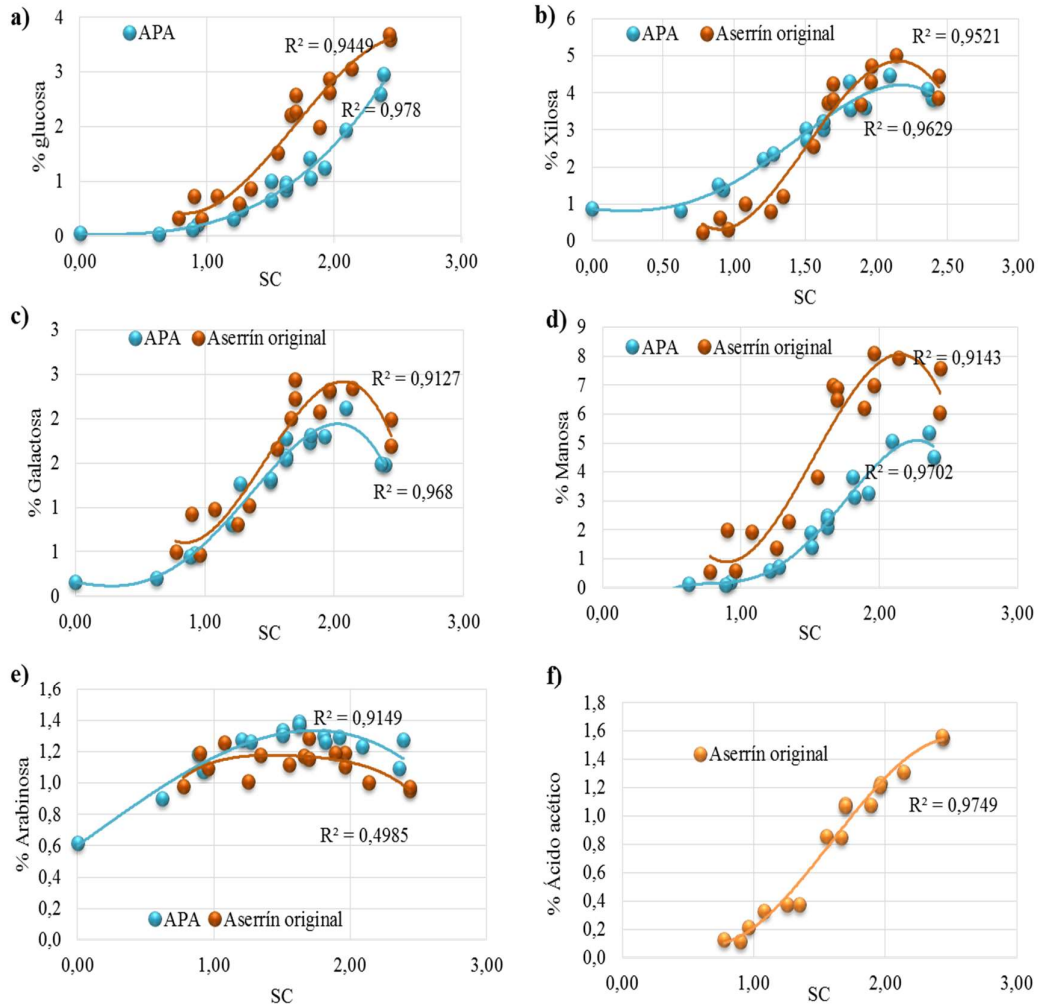 a)
APA
Aserrín original
R² = 0,9449
R² = 0,978
% glucosa
4
3
2
1
0
0,00 1,00 2,00 3,00
SC
b)
APA
Aserrín original
R² = 0,9521
R² = 0,9629
% Xilosa
6
5
4
3
2
1
0
0,00 0,50 1,00 1,50 2,00 2,50 3,00
SC
c)
APA
Aserrín original
R² = 0,9127
R² = 0,968
% Galactosa
3
3
2
2
1
1
0
0,00 1,00 2,00 3,00
SC
d)
APA
Aserrín original
R² = 0,9143
R² = 0,9702
% Manosa
9
8
7
6
5
4
3
2
1
0
0,00 1,00 2,00 3,00
SC
e)
R² = 0,9149
R² = 0,4985
APA
Aserrín original
% Arabinosa
1,6
1,4
1,2
1,0
0,8
0,6
0,4
0,2
0,0
0,00 1,00 2,00 3,00
SC
f)
Aserrín original
R² = 0,9749
% Ácido acético
1,8
1,6
1,4
1,2
1,0
0,8
0,6
0,4
0,2
0,0
0,00 1,00 2,00 3,00
SC